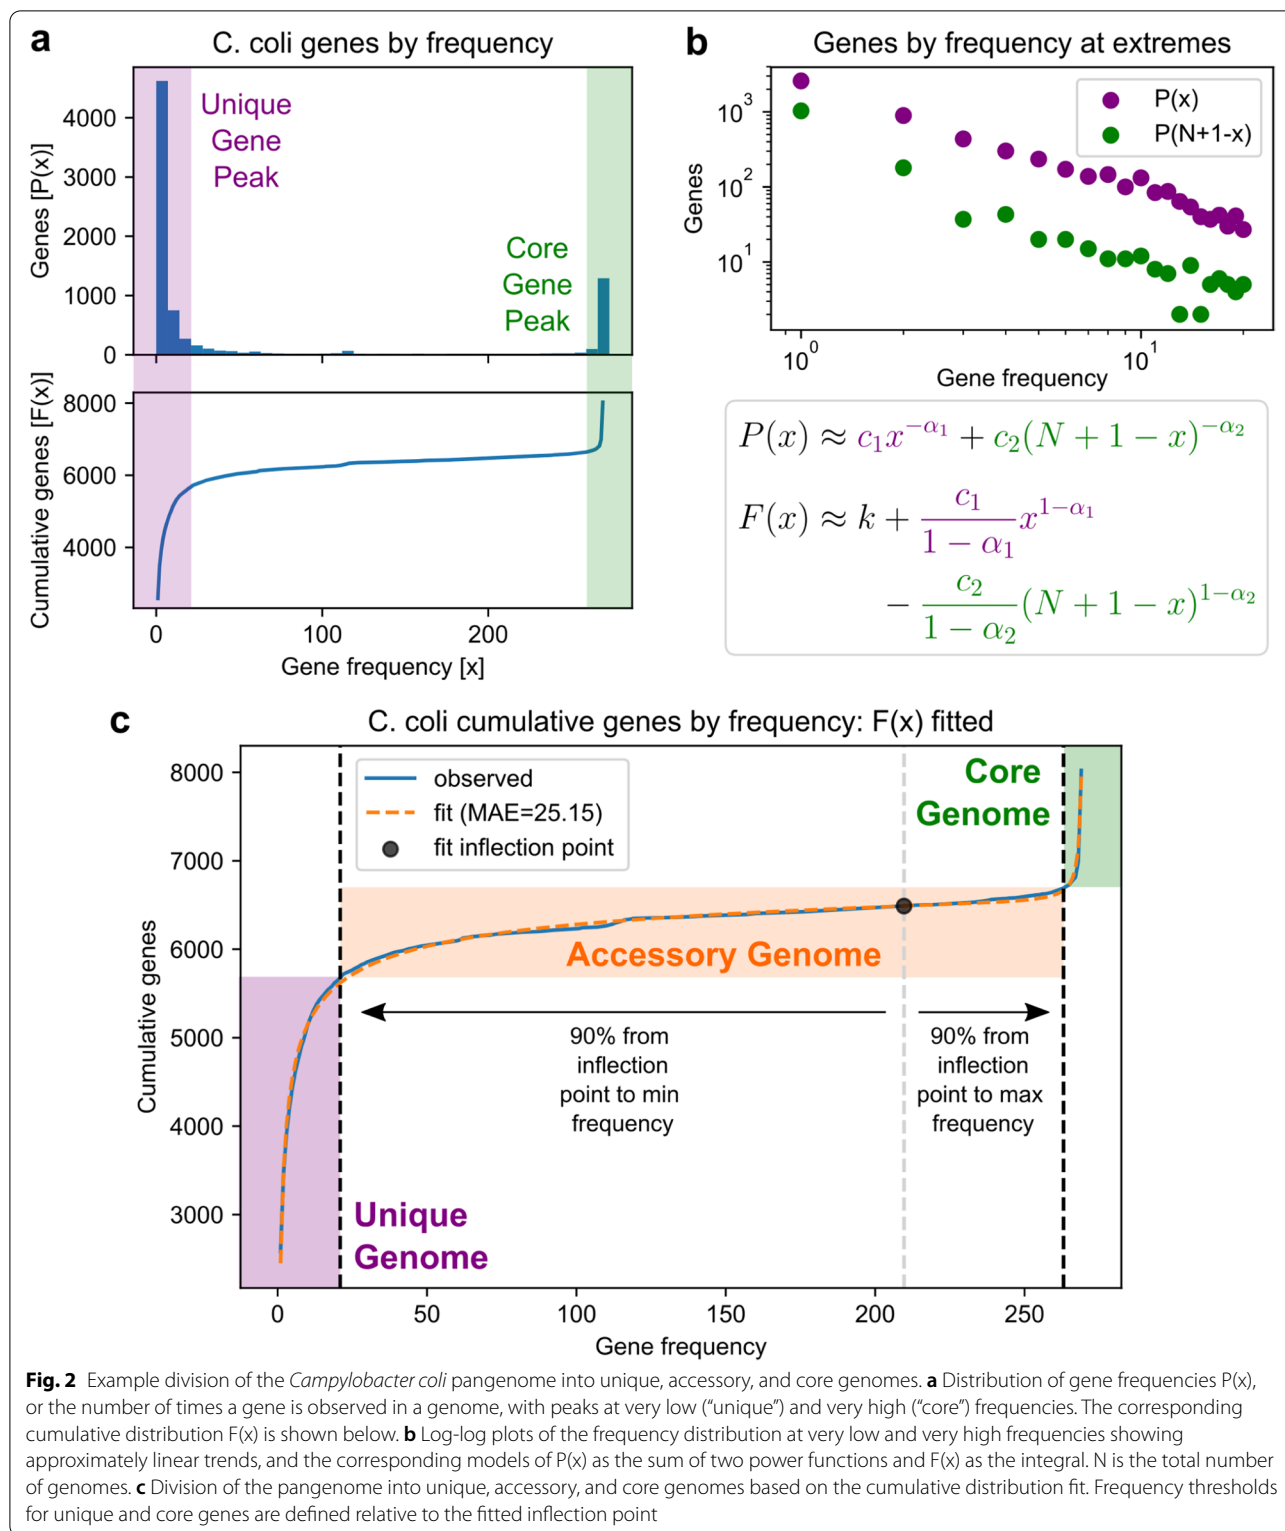 a
C. coli genes by frequency
Genes [P(x)]
4000
3000
2000
1000
0
Unique
Gene
Peak
Core
Gene
Peak
Cumulative genes [F(x)]
8000
6000
4000
0 100 200
Gene frequency [x]
b
Genes by frequency at extremes
Genes
10³
10²
10¹
P(x)
P(N+1-x)
10⁰ 10¹
Gene frequency
P(x) ≈ c₁x^{−α₁} + c₂(N + 1 − x)^{−α₂}
F(x) ≈ k + \frac{c₁}{1 − α₁}x^{1−α₁}
− \frac{c₂}{1 − α₂}(N + 1 − x)^{1−α₂}
c
C. coli cumulative genes by frequency: F(x) fitted
Cumulative genes
8000
7000
6000
5000
4000
3000
observed
fit (MAE=25.15)
fit inflection point
Core
Genome
Accessory Genome
90% from
inflection
point to min
frequency
90% from
inflection
point to max
frequency
Unique
Genome
0 50 100 150 200 250
Gene frequency
Fig. 2 Example division of the Campylobacter coli pangenome into unique, accessory, and core genomes. a Distribution of gene frequencies P(x),
or the number of times a gene is observed in a genome, with peaks at very low (“unique”) and very high (“core”) frequencies. The corresponding
cumulative distribution F(x) is shown below. b Log-log plots of the frequency distribution at very low and very high frequencies showing
approximately linear trends, and the corresponding models of P(x) as the sum of two power functions and F(x) as the integral. N is the total number
of genomes. c Division of the pangenome into unique, accessory, and core genomes based on the cumulative distribution fit. Frequency thresholds
for unique and core genes are defined relative to the fitted inflection point